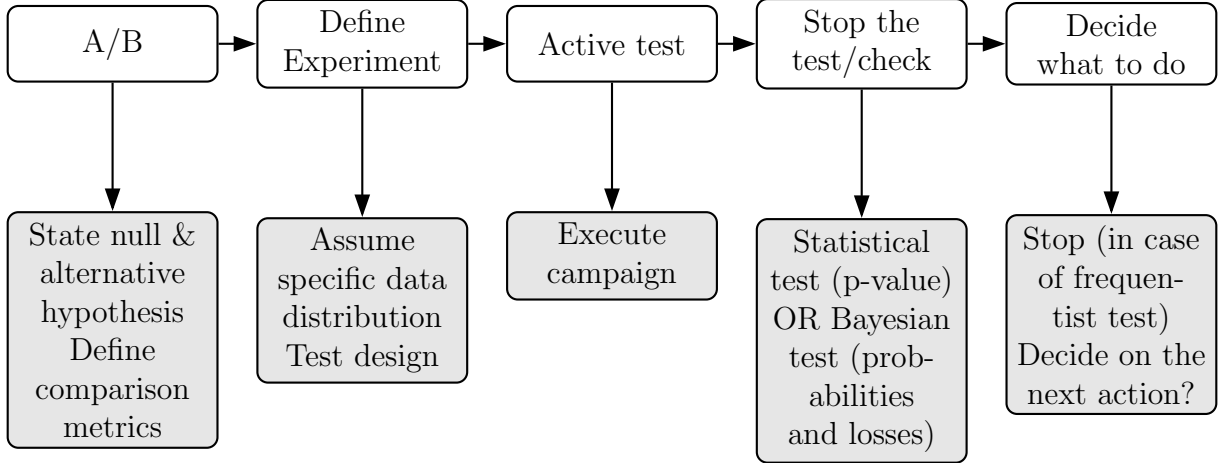 A/B
Define
Experiment
Active test
Stop the
test/check
Decide
what to do
State null &
alternative
hypothesis
Define
comparison
metrics
Assume
specific data
distribution
Test design
Execute
campaign
Statistical
test (p-value)
OR Bayesian
test (prob-
abilities
and losses)
Stop (in case
of frequen-
tist test)
Decide on the
next action?